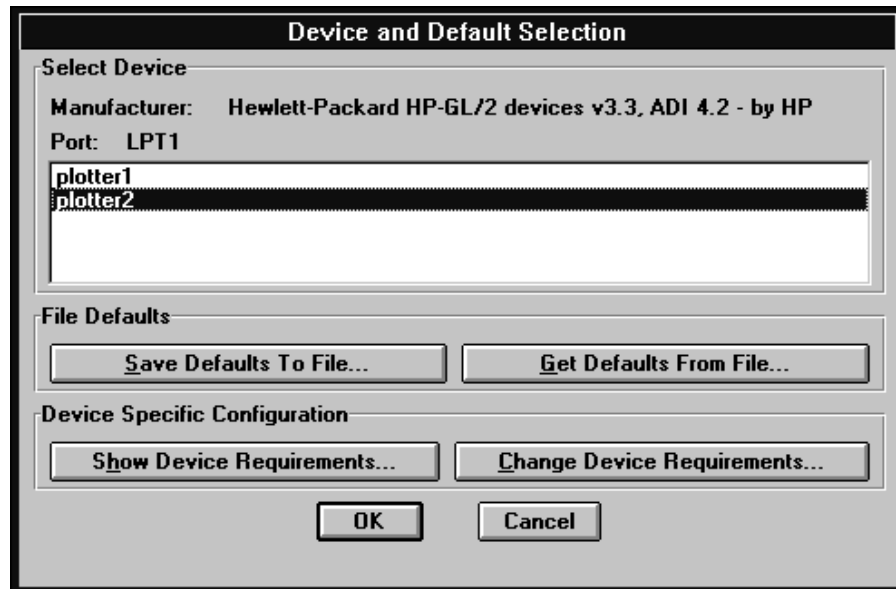 Device and Default Selection
Select Device
Manufacturer: Hewlett-Packard HP-GL/2 devices v3.3, ADI 4.2 - by HP
Port: LPT1
plotter1
plotter2
File Defaults
Save Defaults To File...
Get Defaults From File...
Device Specific Configuration
Show Device Requirements...
Change Device Requirements...
OK
Cancel